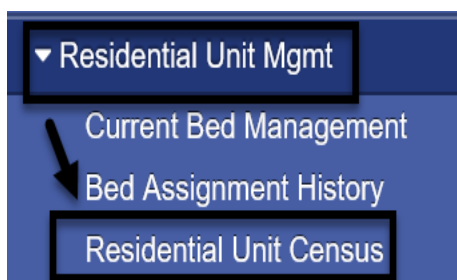 Residential Unit Mgmt
Current Bed Management
Bed Assignment History
Residential Unit Census